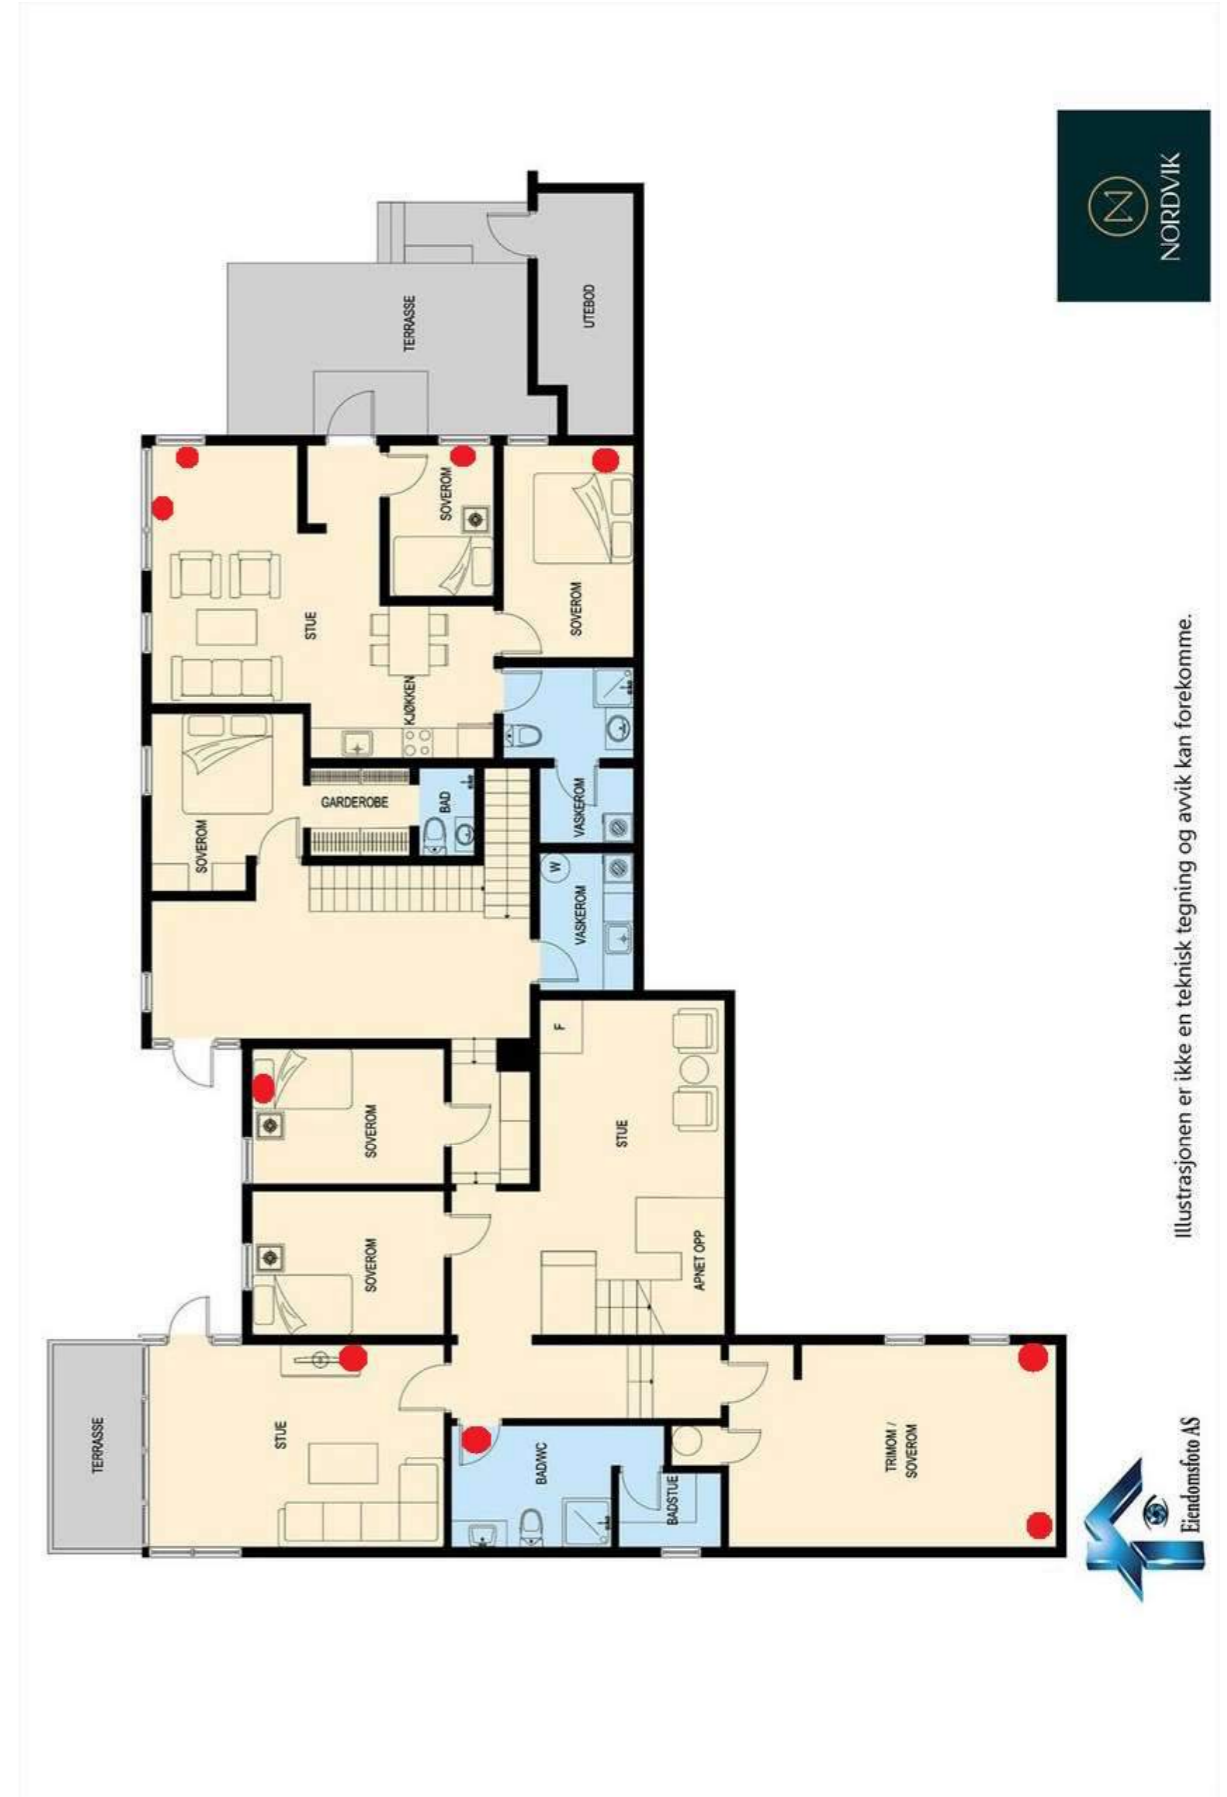 NORDVIK
TERRASSE
UTEBOD
SOVEROM
SOVEROM
STUE
KJØKKEN
GARDEROBE
BAD
SOVEROM
VASKEROM
W
VASKEROM
F
SOVEROM
STUE
SOVEROM
APNET OPP
TERRASSE
STUE
BAD/WC
BADSTUE
TRIMOM /
SOVEROM
Illustrasjonen er ikke en teknisk tegning og avvik kan forekomme.
Eiendomsfoto AS